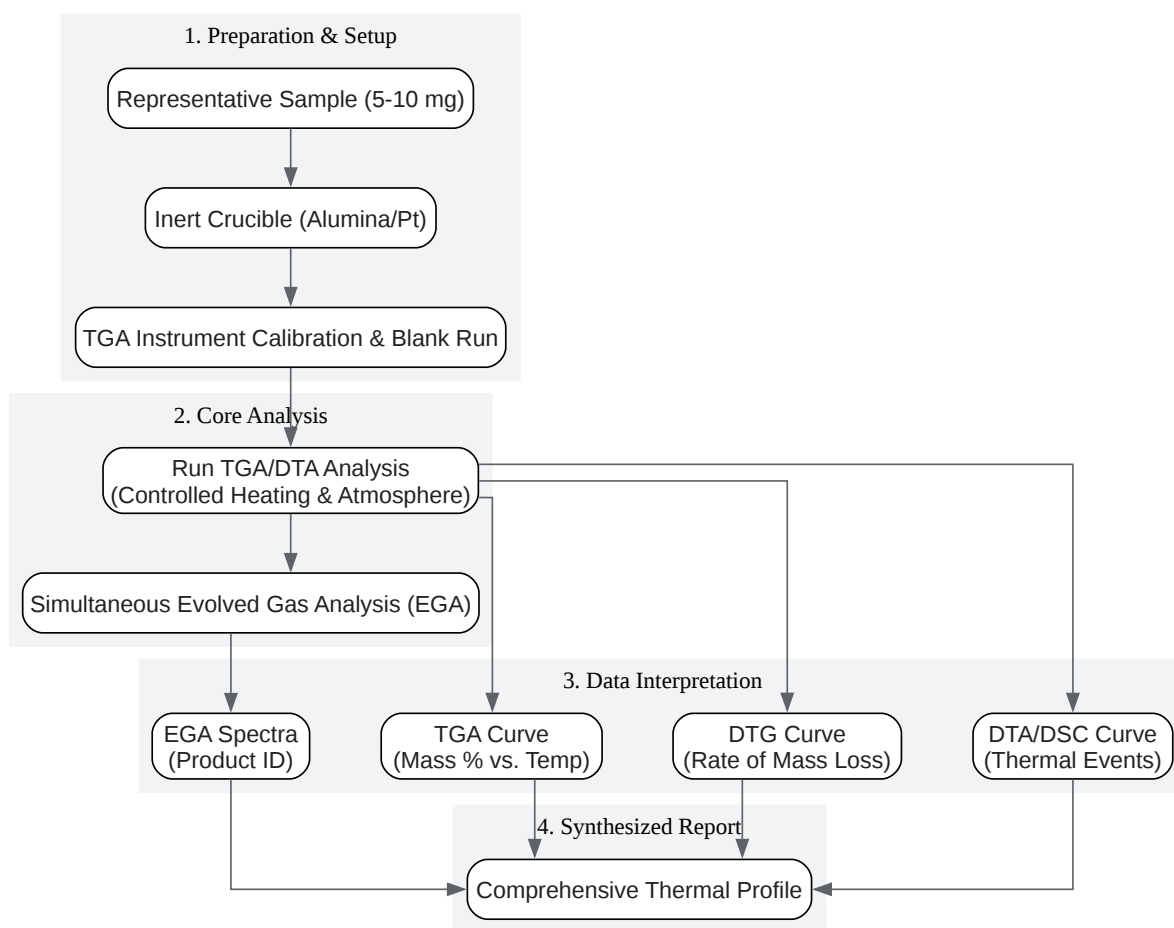 1. Preparation & Setup
Representative Sample (5-10 mg)
Inert Crucible (Alumina/Pt)
TGA Instrument Calibration & Blank Run
2. Core Analysis
Run TGA/DTA Analysis
(Controlled Heating & Atmosphere)
Simultaneous Evolved Gas Analysis (EGA)
3. Data Interpretation
EGA Spectra
(Product ID)
TGA Curve
(Mass % vs. Temp)
DTG Curve
(Rate of Mass Loss)
DTA/DSC Curve
(Thermal Events)
4. Synthesized Report
Comprehensive Thermal Profile